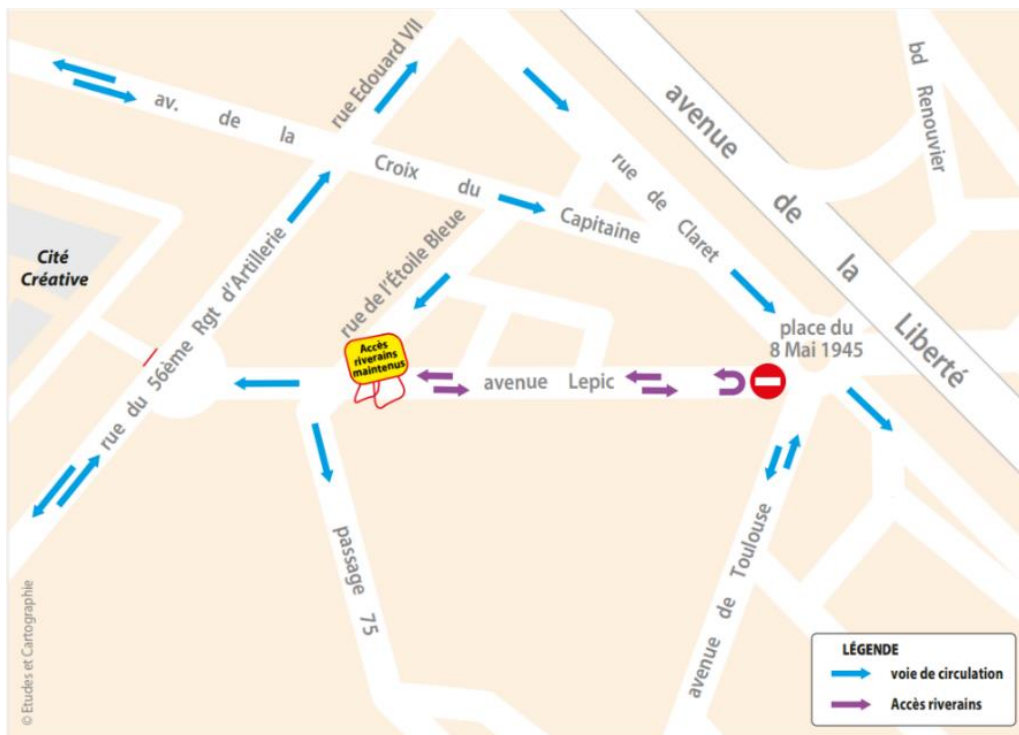 av. de la Croix du Capitaine
rue Edouard VII
avenue de la Liberté
bd Renouvier
rue de Claret
Cité
Créative
rue du 56ème Rgt d'Artillerie
rue de l'Étoile Bleue
Accès
riverains
maintenus
avenue Lepic
place du
8 Mai 1945
passage 75
avenue de Toulouse
© Etudes et Cartographie
LÉGENDE
voie de circulation
Accès riverains